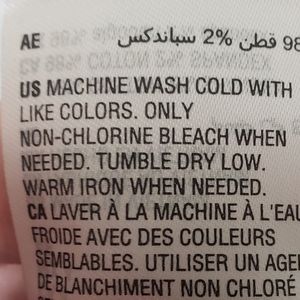 AE 98 قطن %2 سباندكس
US MACHINE WASH COLD WITH
LIKE COLORS. ONLY
NON-CHLORINE BLEACH WHEN
NEEDED. TUMBLE DRY LOW.
WARM IRON WHEN NEEDED.
CA LAVER À LA MACHINE À L'EAU
FROIDE AVEC DES COULEURS
SEMBLABLES. UTILISER UN AGE
DE BLANCHIMENT NON CHLORÉ